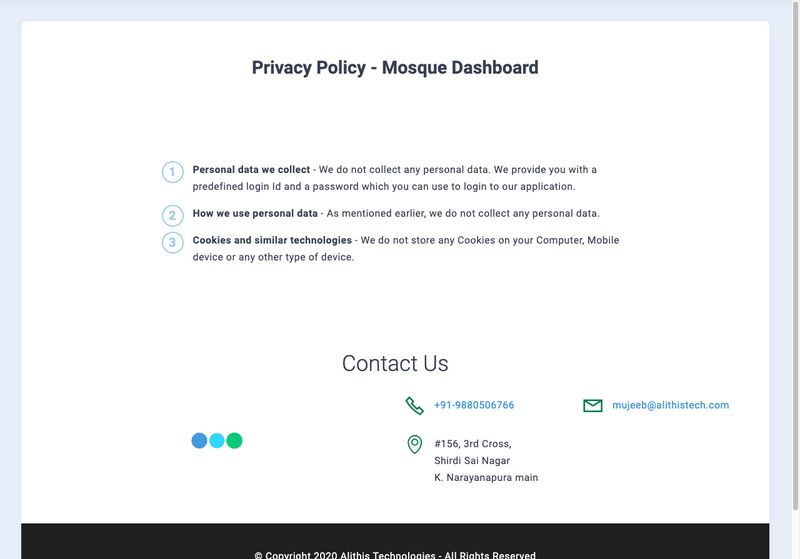 Privacy Policy - Mosque Dashboard
1 Personal data we collect - We do not collect any personal data. We provide you with a
predefined login Id and a password which you can use to login to our application.
2 How we use personal data - As mentioned earlier, we do not collect any personal data.
3 Cookies and similar technologies - We do not store any Cookies on your Computer, Mobile
device or any other type of device.
Contact Us
+91-9880506766
mujeeb@alithistech.com
#156, 3rd Cross,
Shirdi Sai Nagar
K. Narayanapura main
© Copyright 2020 Alithis Technologies - All Rights Reserved